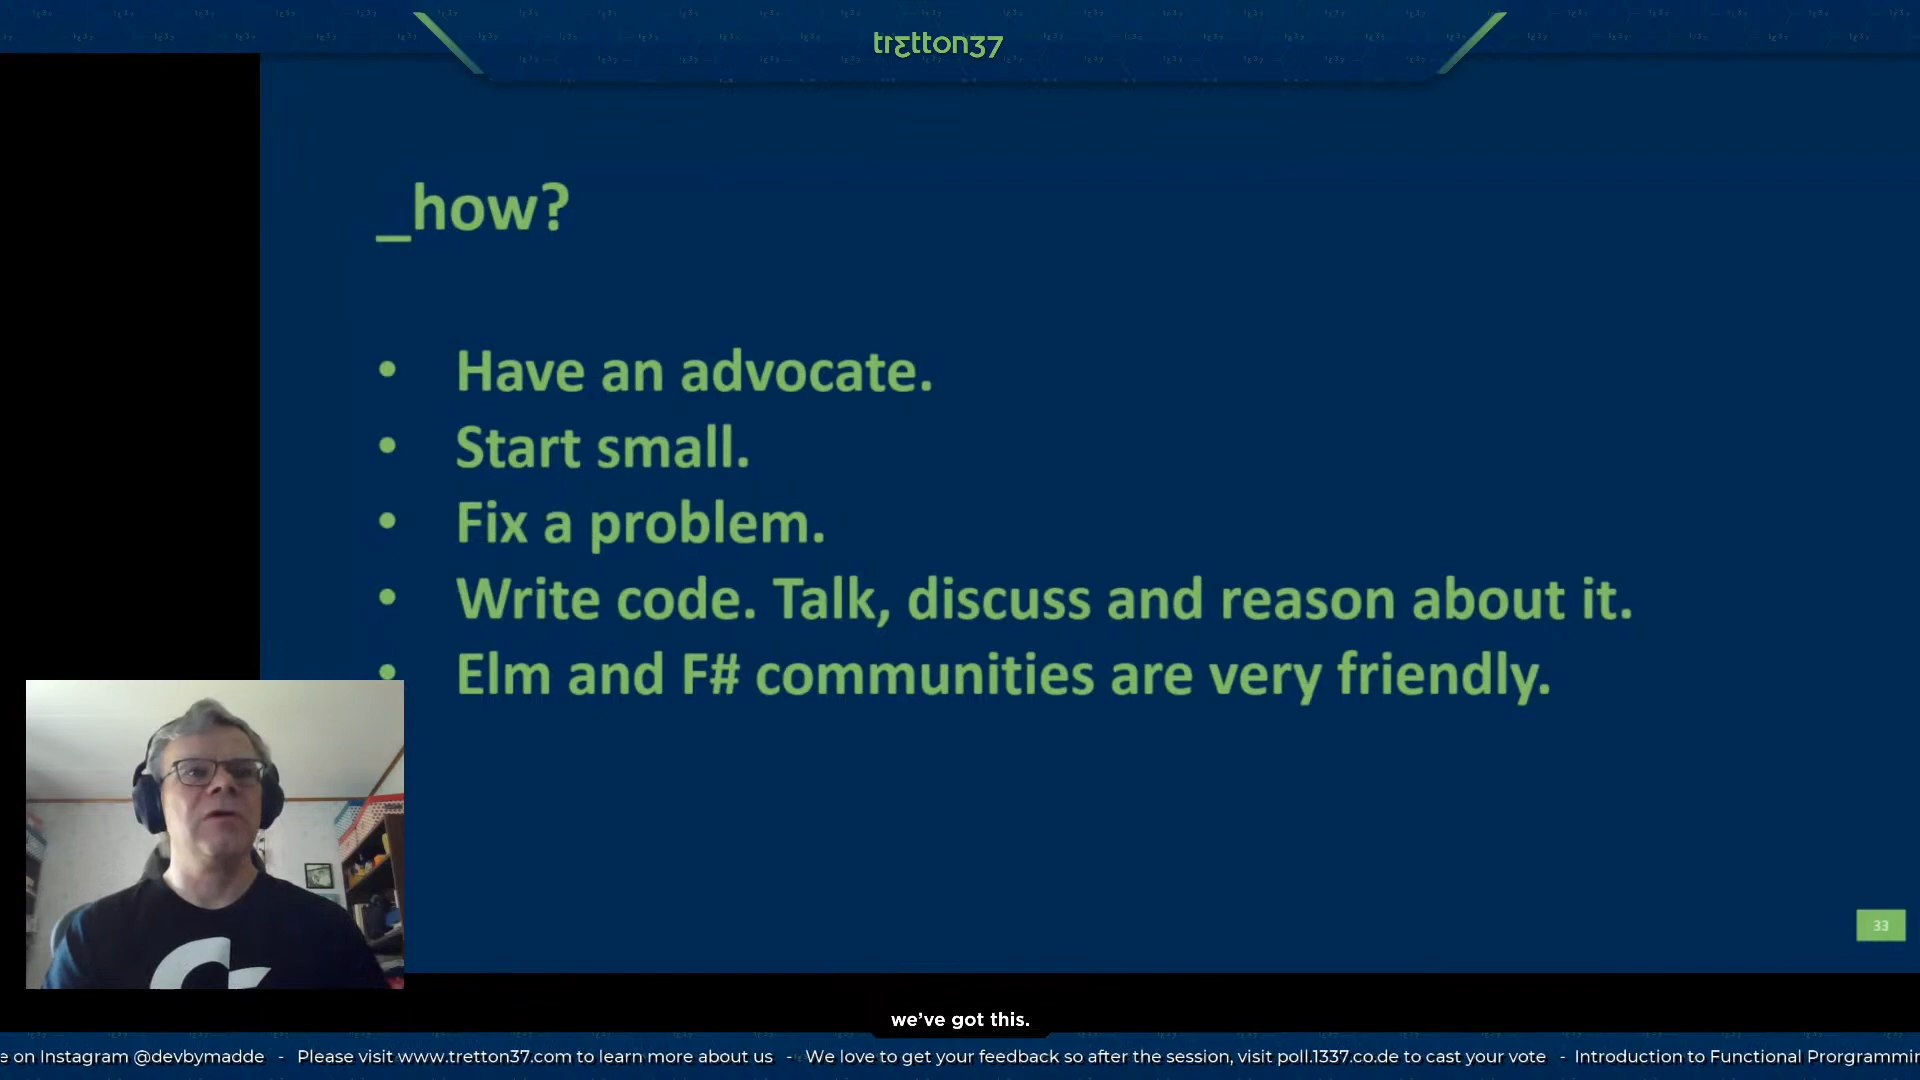 trɛtton37
_how?
• Have an advocate.
• Start small.
• Fix a problem.
• Write code. Talk, discuss and reason about it.
• Elm and F# communities are very friendly.
33
we’ve got this.
e on Instagram @devbymadde - Please visit www.tretton37.com to learn more about us - We love to get your feedback so after the session, visit poll.1337.co.de to cast your vote - Introduction to Functional Prorgrammin